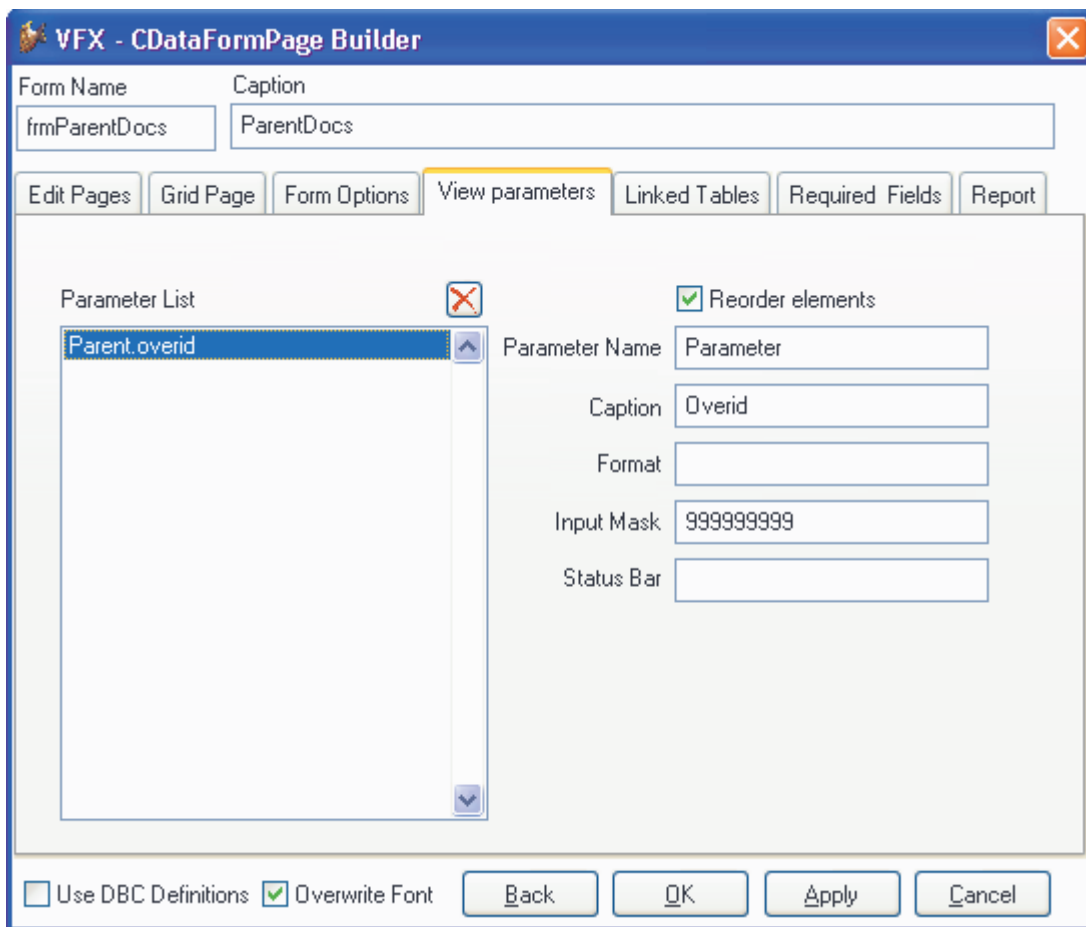 VFX - CDataFormPage Builder
Form Name Caption
frmParentDocs ParentDocs
Edit Pages Grid Page Form Options View parameters Linked Tables Required Fields Report
Parameter List Reorder elements
Parent.overid Parameter Name Parameter
Caption Overid
Format
Input Mask 999999999
Status Bar
Use DBC Definitions Overwrite Font Back OK Apply Cancel